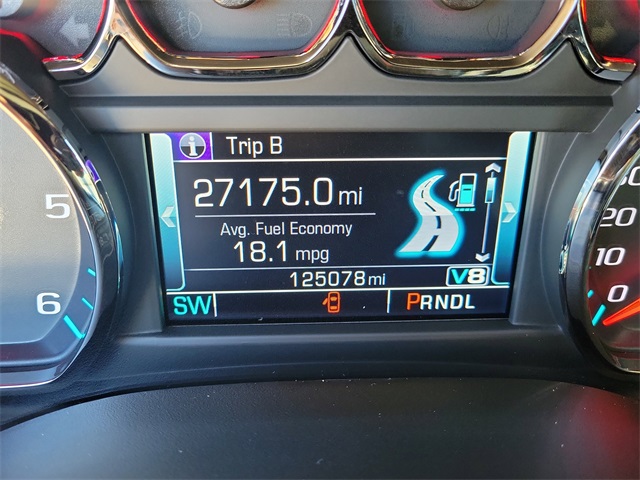 Trip B
27175.0 mi
Avg. Fuel Economy
18.1 mpg
125078 mi
V8
SW
PRNDL
5
6
20
10
0